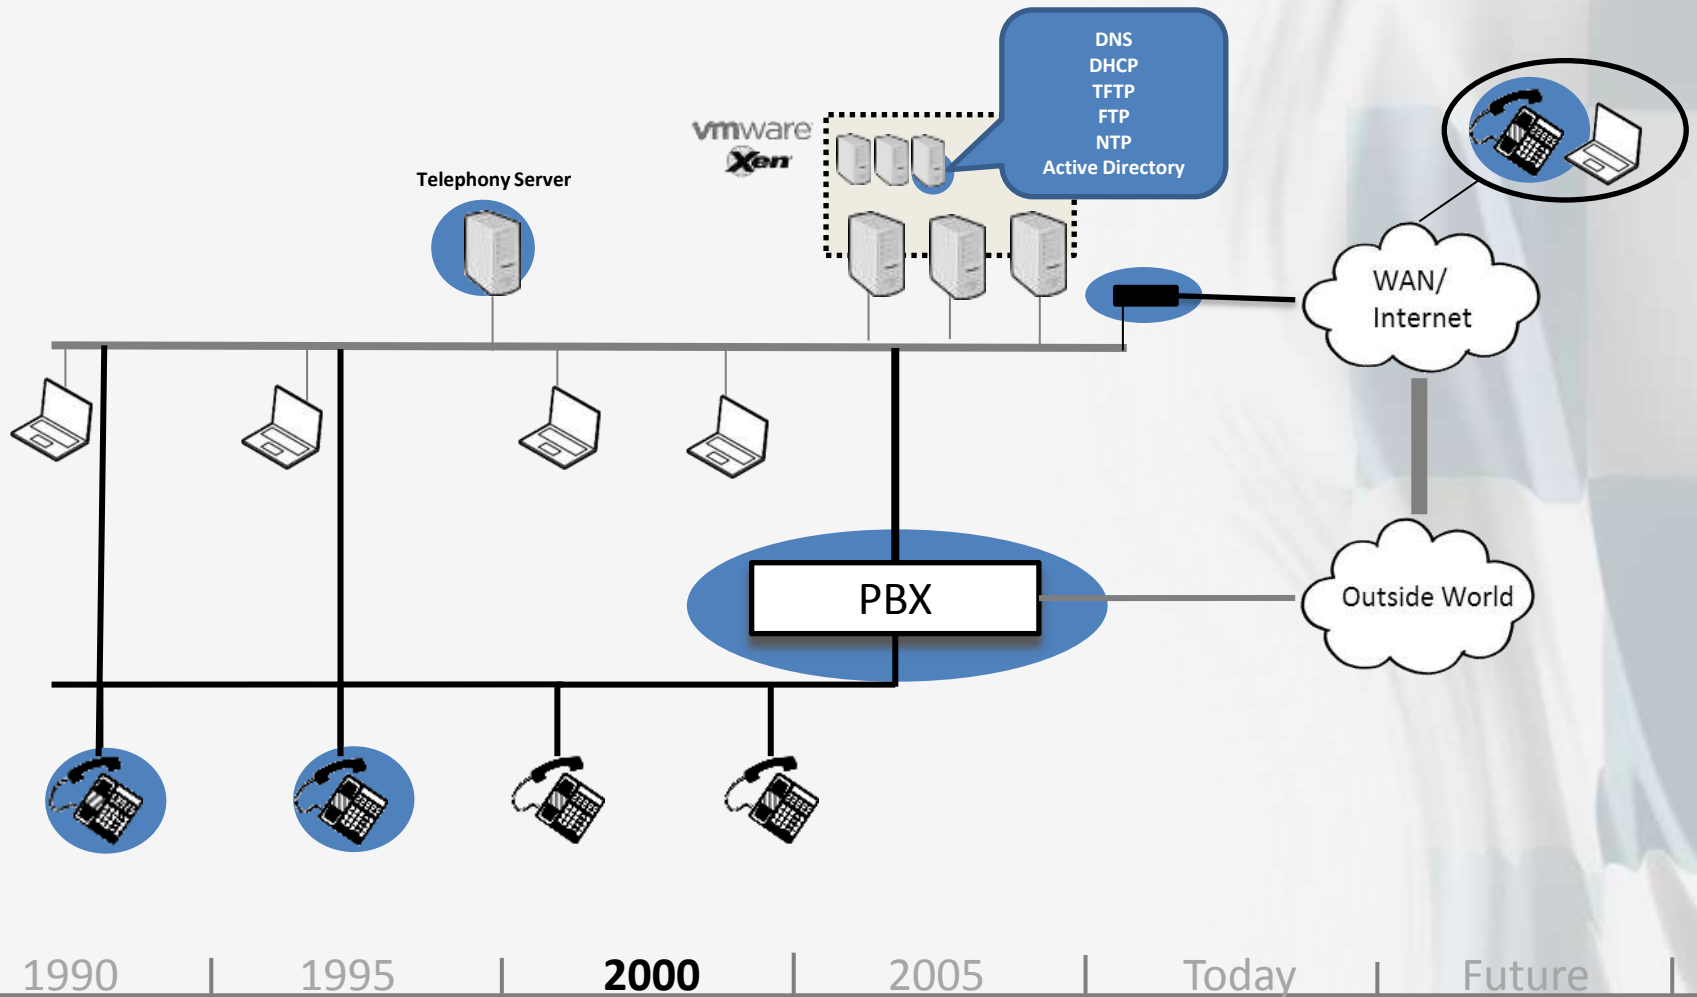 DNS
DHCP
TFTP
FTP
NTP
Active Directory
vmware
Xen
Telephony Server
WAN/
Internet
PBX
Outside World
1990
1995
2000
2005
Today
Future